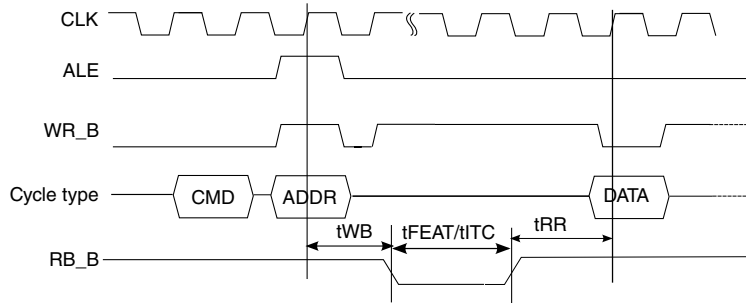 CLK
ALE
WR_B
Cycle type
CMD
ADDR
DATA
tWB
tFEAT/tITC
tRR
RB_B